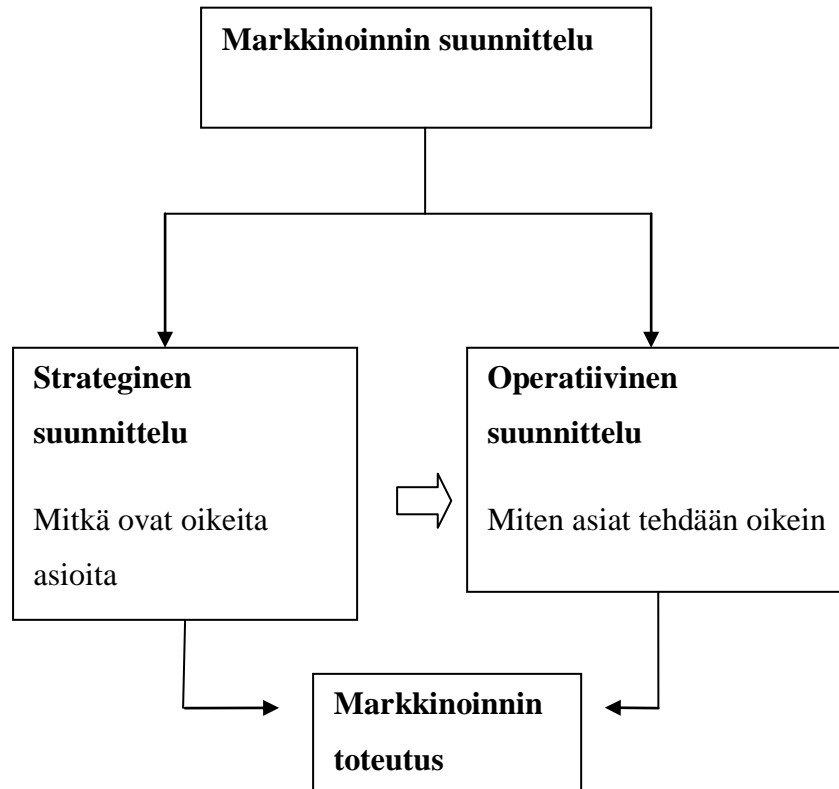 Markkinoinnin suunnittelu
Strateginen
suunnittelu
Mitkä ovat oikeita
asioita
Operatiivinen
suunnittelu
Miten asiat tehdään oikein
Markkinoinnin
toteutus